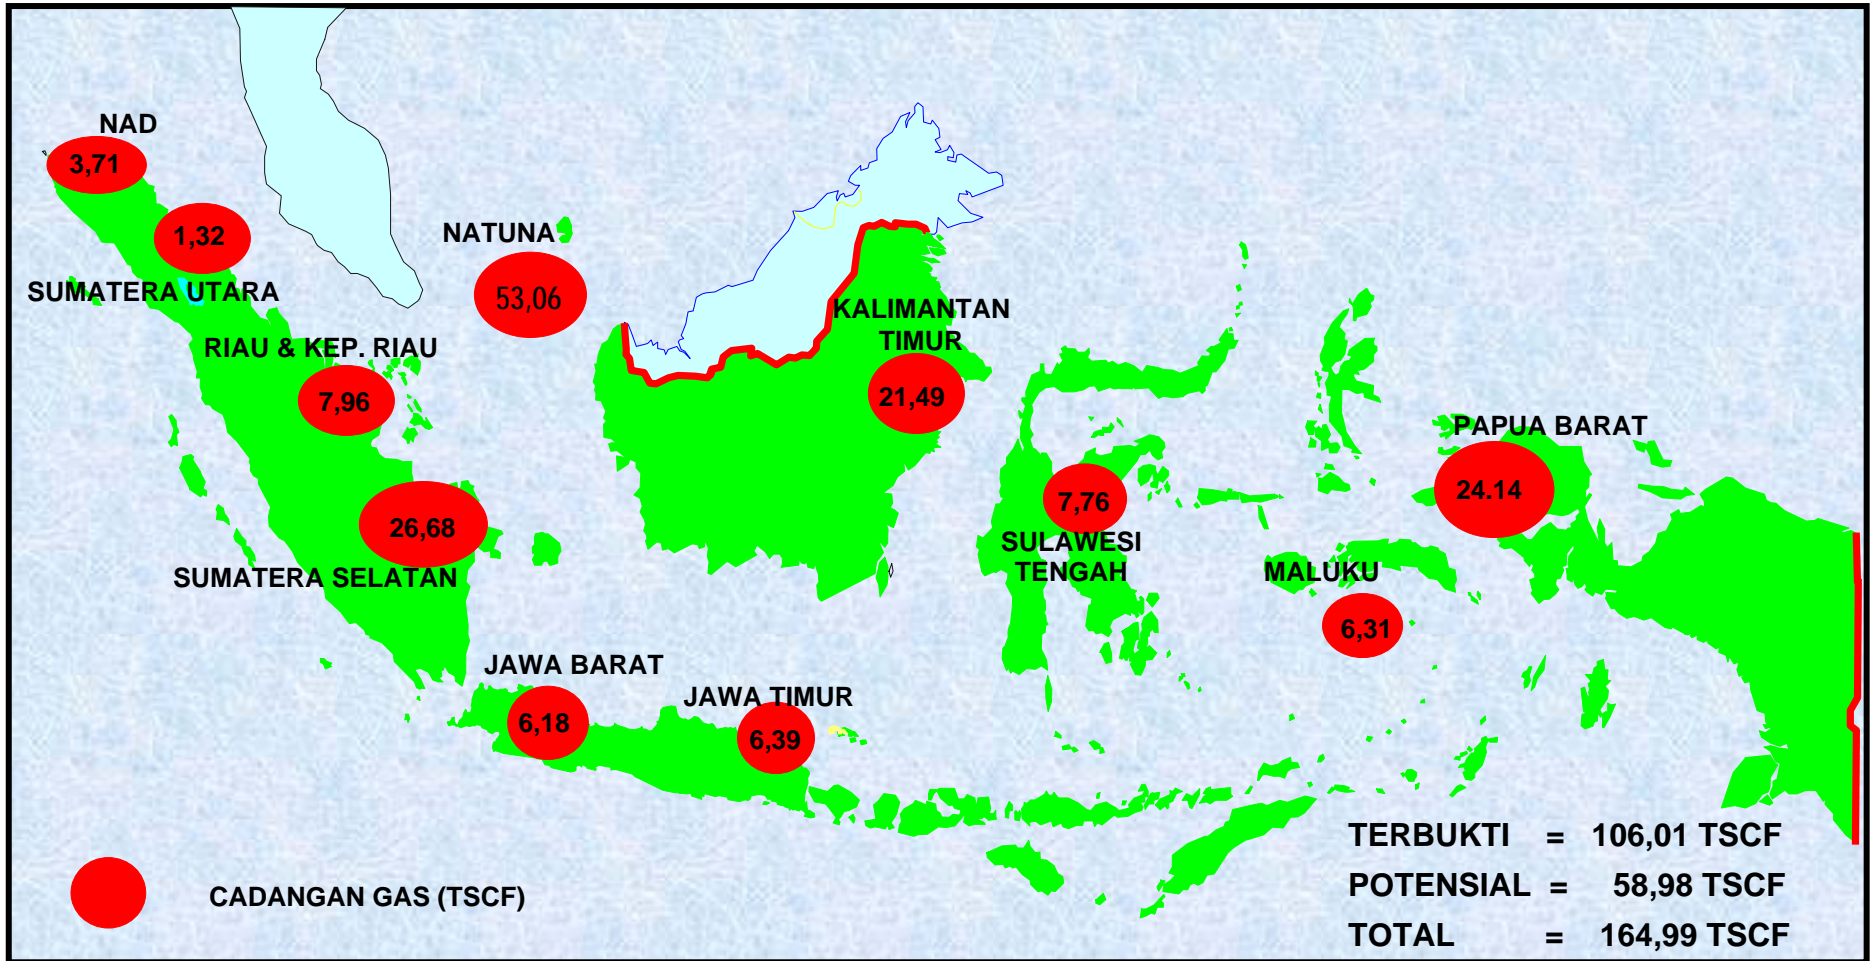 NAD
3,71
1,32
SUMATERA UTARA
NATUNA
53,06
RIAU & KEP. RIAU
7,96
KALIMANTAN
TIMUR
21,49
PAPUA BARAT
24.14
26,68
SUMATERA SELATAN
7,76
SULAWESI
TENGAH
MALUKU
6,31
JAWA BARAT
6,18
JAWA TIMUR
6,39
CADANGAN GAS (TSCF)
TERBUKTI = 106,01 TSCF
POTENSIAL = 58,98 TSCF
TOTAL = 164,99 TSCF